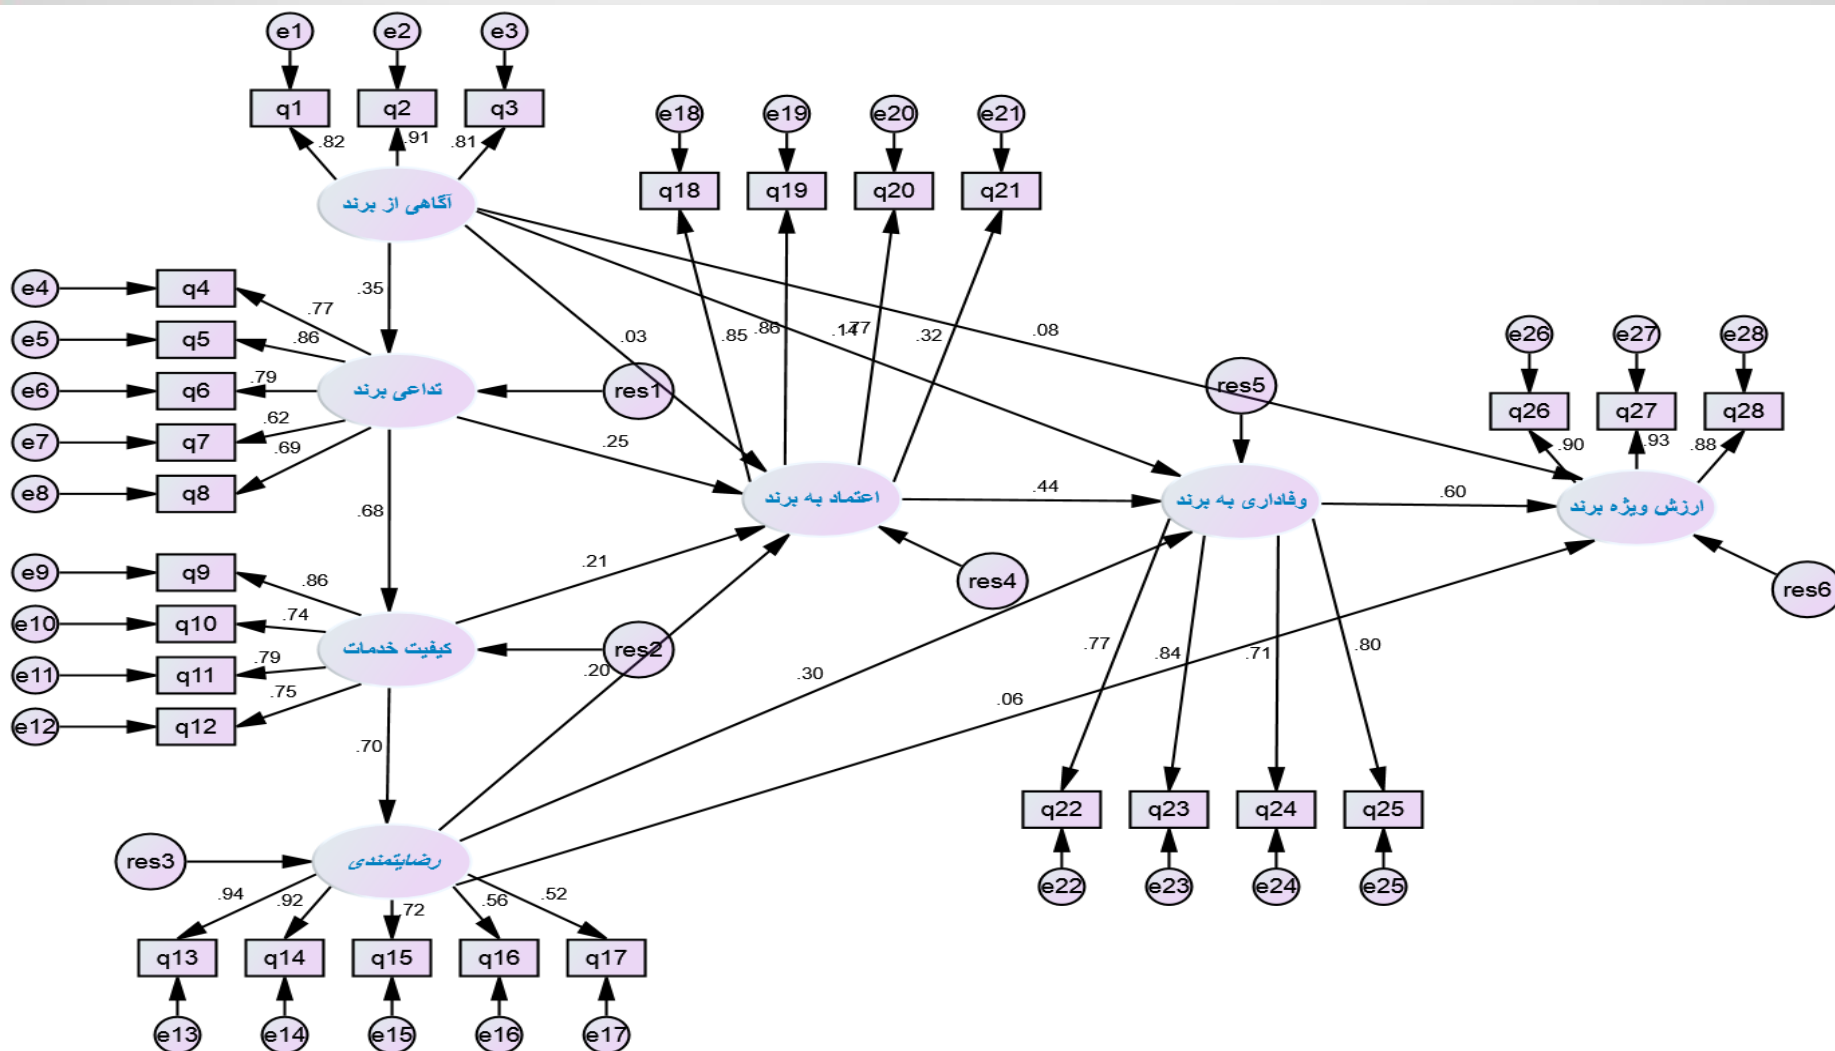 e1 e2 e3
q1 q2 q3
.82 .91 .81
آگاهی از برند
e18 e19 e20 e21
q18 q19 q20 q21
e4 q4 .77 .35
e5 q5 .86
.03 .85 .86 .77 .32 .08
e6 q6 .79
تداعی برند
res1
e7 q7 .62
e8 q8 .69
.25
.68
res5
e26 e27 e28
q26 q27 q28
.90 .93 .88
اعتماد به برند
.44
وفاداری به برند
.60
ارزش ویژه برند
e9 q9 .86
.21
res4
res6
e10 q10 .74
کیفیت خدمات
res2
e11 q11 .79
e12 q12 .75
.20 .30 .06
.77 .84 .71 .80
.70
q22 q23 q24 q25
e22 e23 e24 e25
res3
رضایتمندی
.94 .92 .72 .56 .52
q13 q14 q15 q16 q17
e13 e14 e15 e16 e17